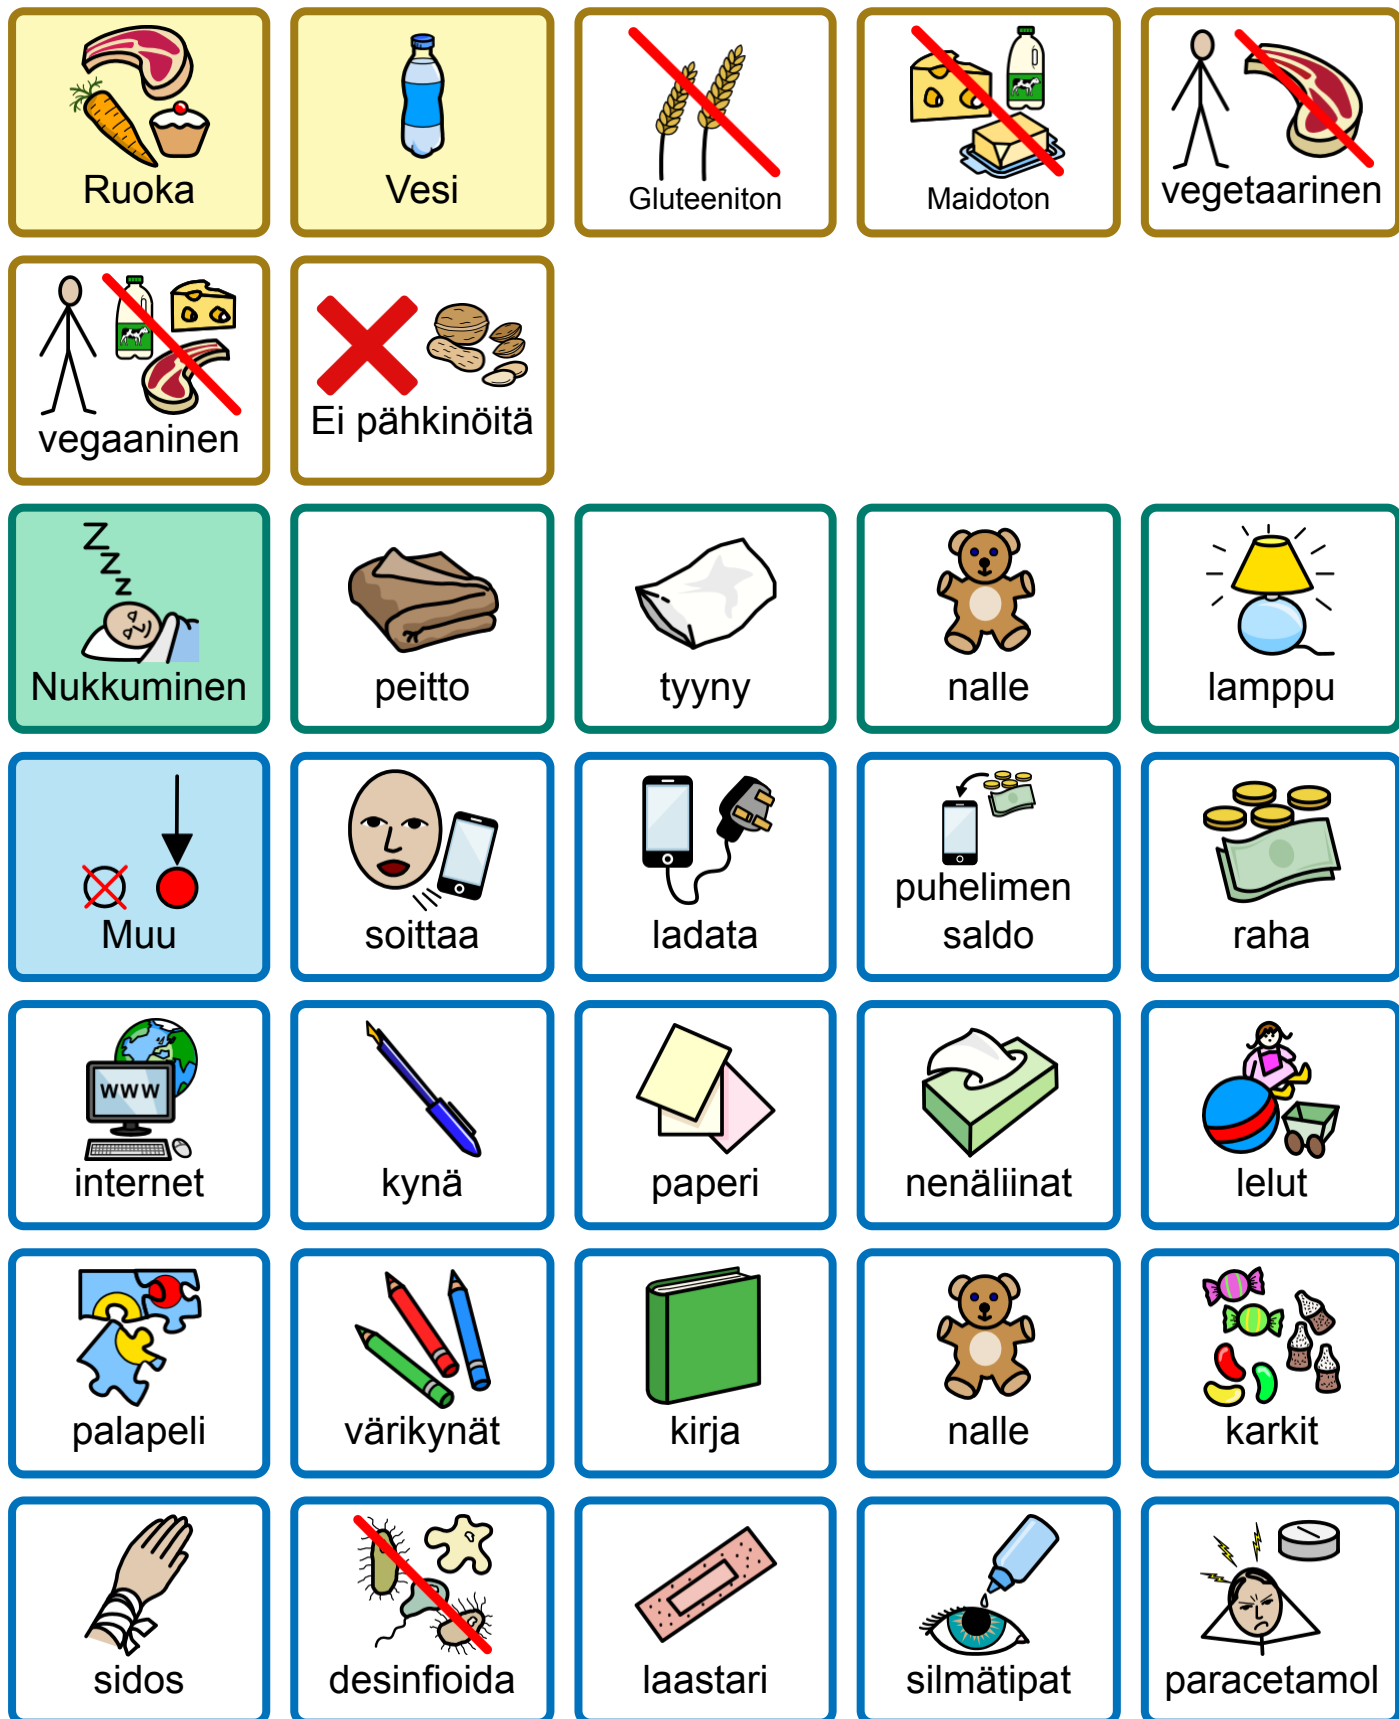 Ruoka
Vesi
Gluteeniton
Maidoton
vegetaarinen
vegaaninen
Ei pähkinöitä
Z
Z
Z
Nukkuminen
peitto
tyyny
nalle
lamppu
Muu
soittaa
ladata
puhelimen
saldo
raha
www
internet
kynä
paperi
nenäliinat
lelut
palapeli
värikynät
kirja
nalle
karkit
sidos
desinfioida
laastari
silmätipat
paracetamol